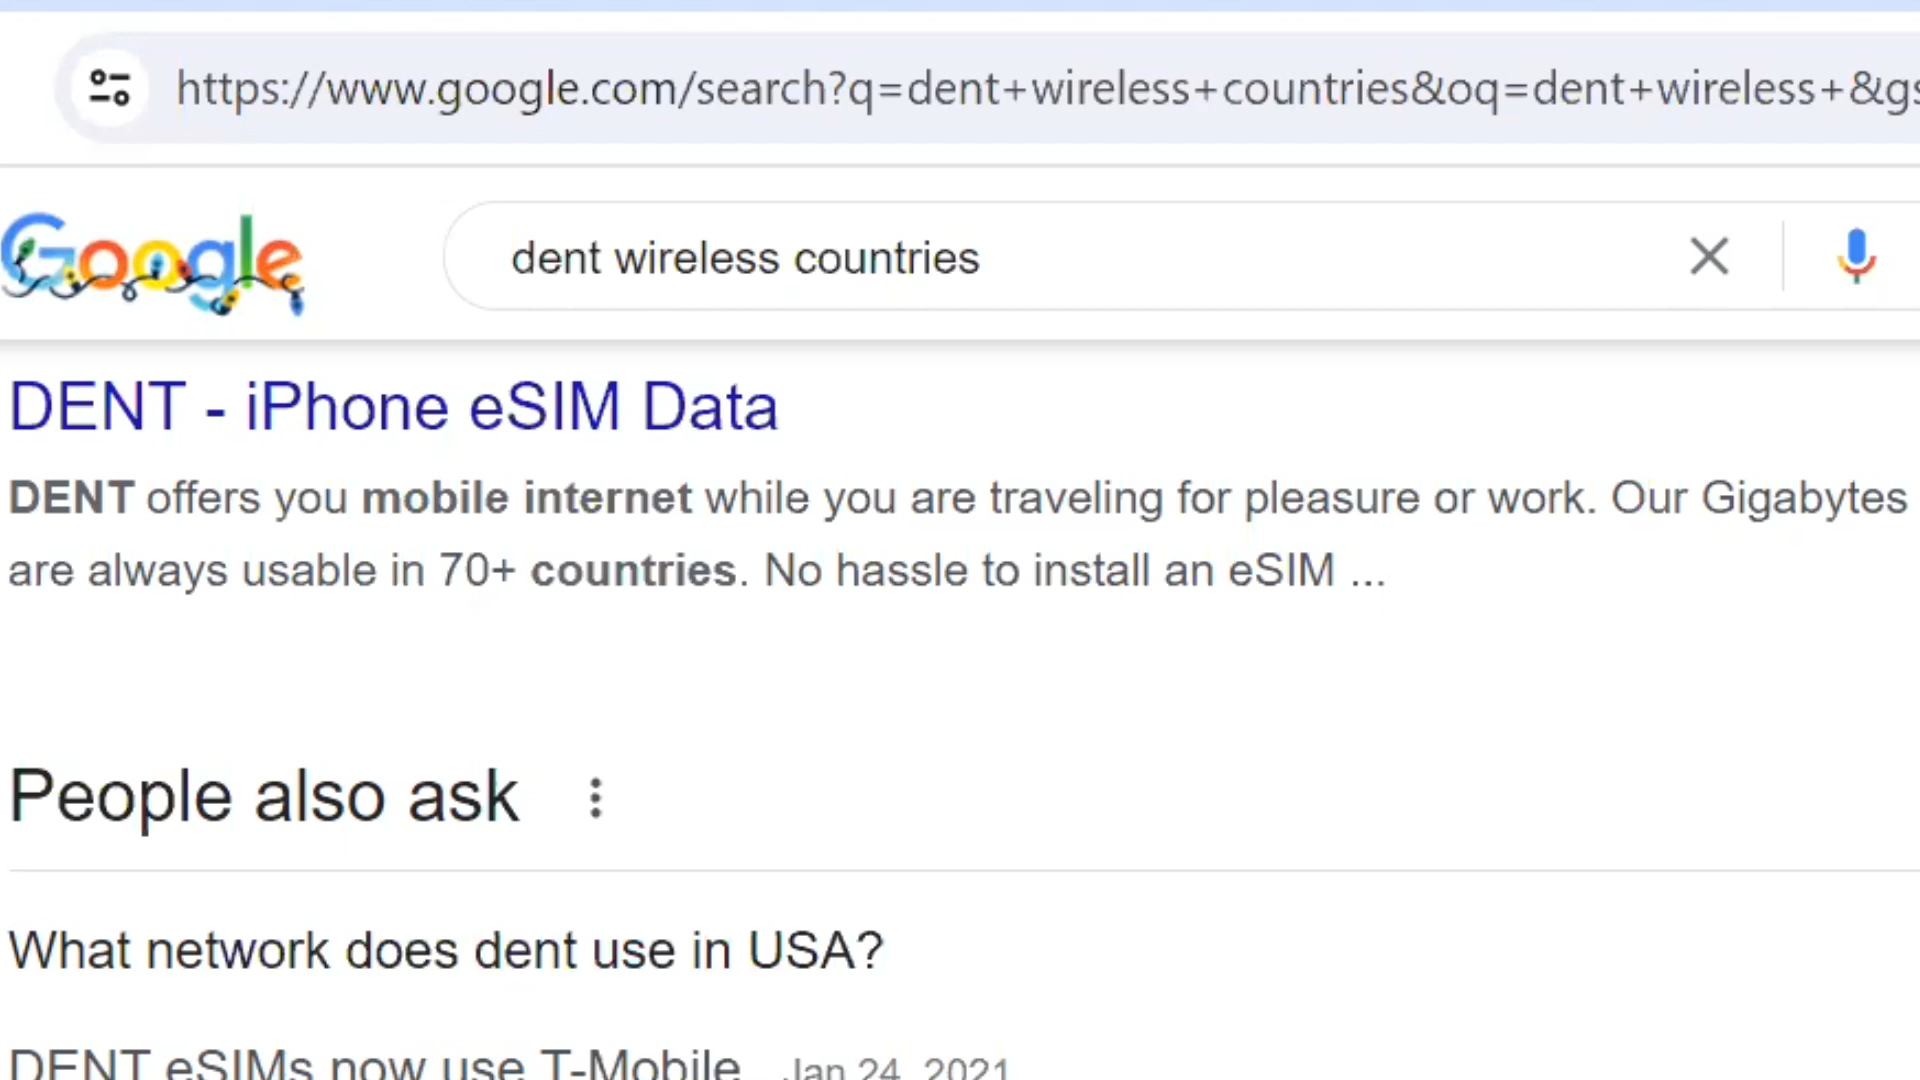 https://www.google.com/search?q=dent+wireless+countries&oq=dent+wireless+&gs
Google
dent wireless countries
DENT - iPhone eSIM Data
DENT offers you mobile internet while you are traveling for pleasure or work. Our Gigabytes
are always usable in 70+ countries. No hassle to install an eSIM ...
People also ask
What network does dent use in USA?
DENT eSIMs now use T-Mobile Jan 24, 2021